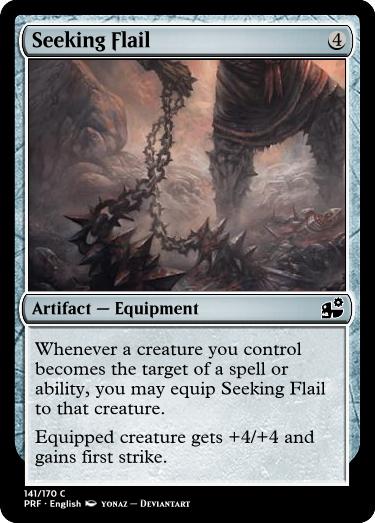 Seeking Flail 4
Artifact — Equipment
Whenever a creature you control
becomes the target of a spell or
ability, you may equip Seeking Flail
to that creature.
Equipped creature gets +4/+4 and
gains first strike.
141/170 C
PRF • English YONAZ — DEVIANTART